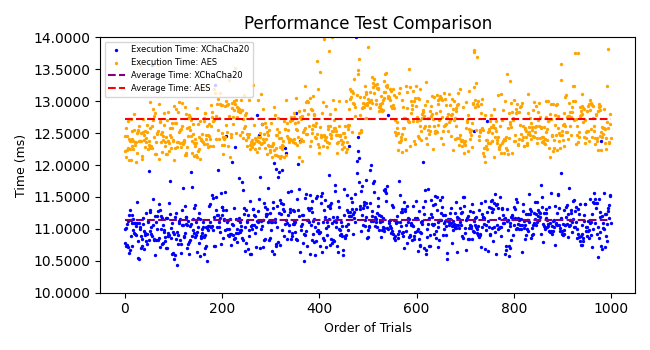 Performance Test Comparison
14.0000
13.5000
13.0000
12.5000
12.0000
11.5000
11.0000
10.5000
10.0000
Time (ms)
Execution Time: XChaCha20
Execution Time: AES
Average Time: XChaCha20
Average Time: AES
0 200 400 600 800 1000
Order of Trials